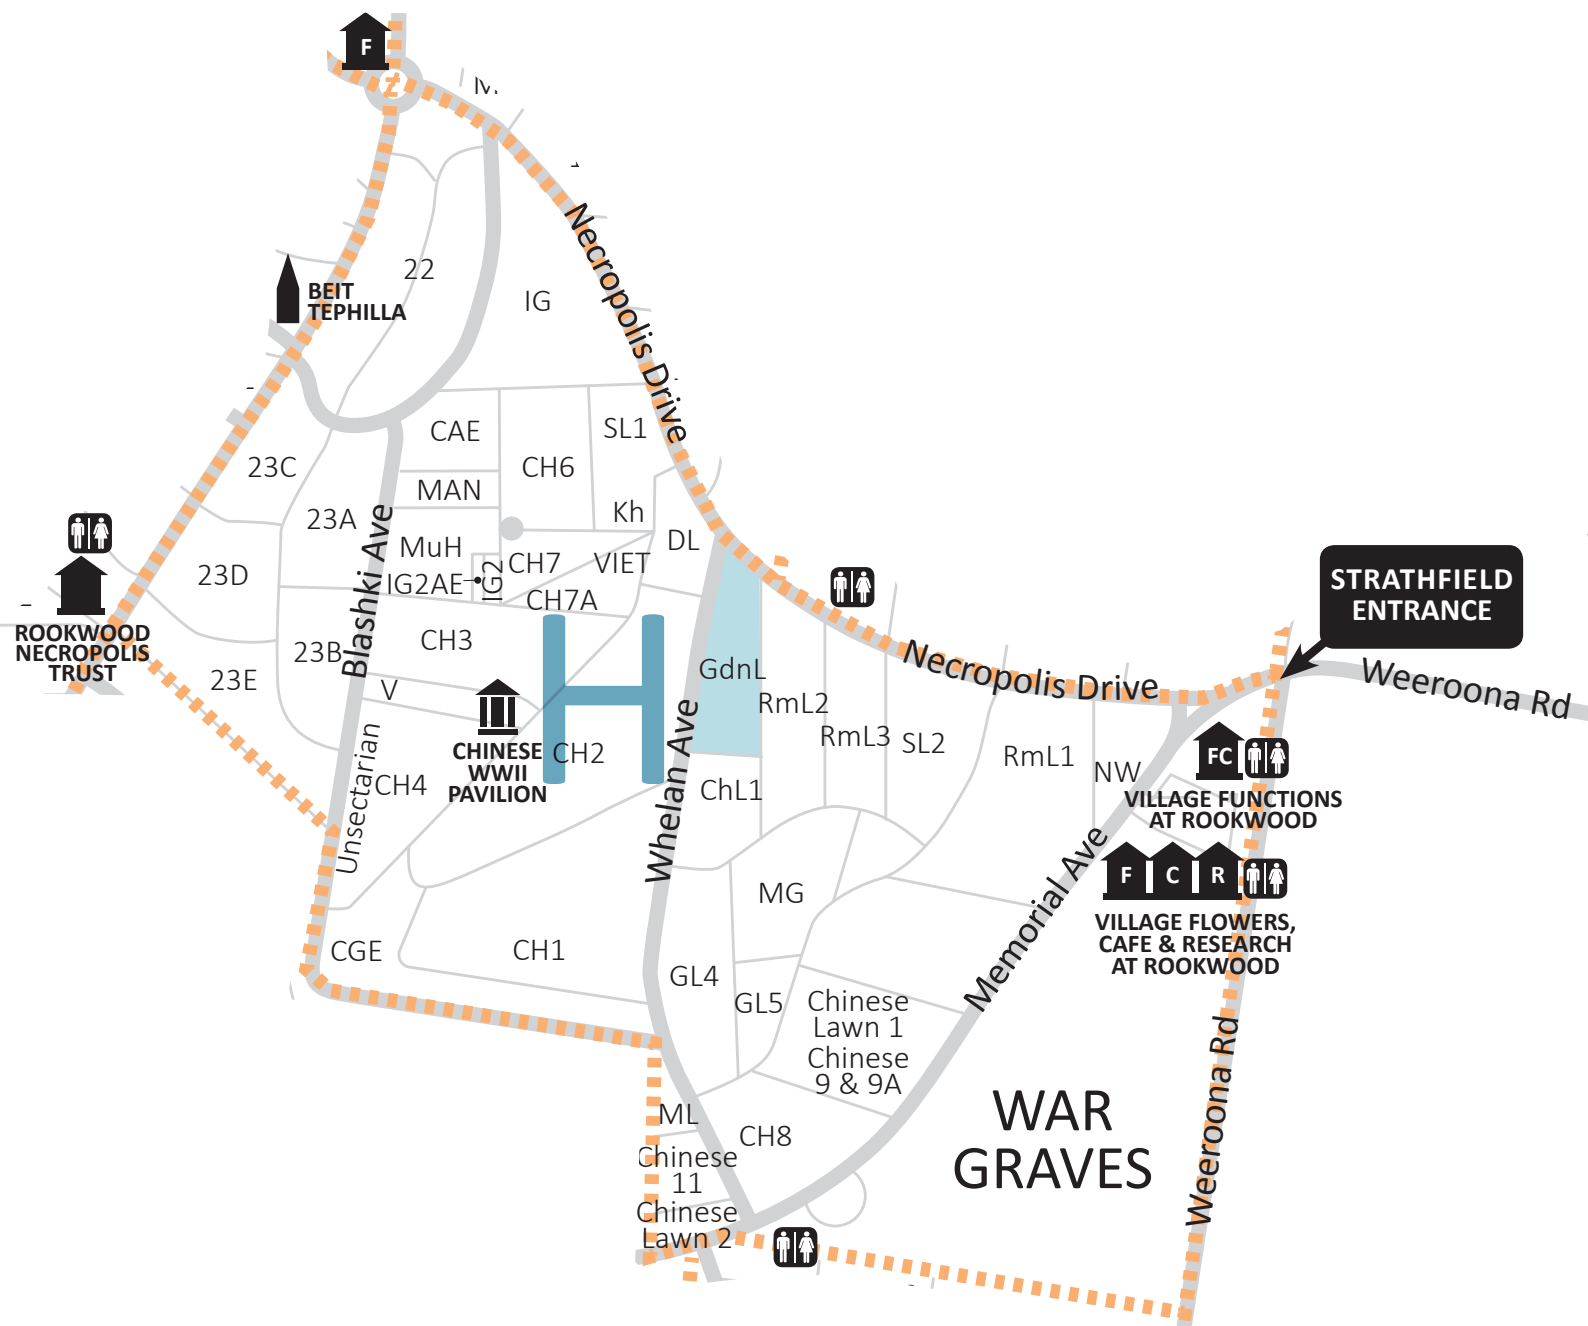 F
22
IG
Necropolis Drive
BEIT
TEPHILLA
CAE
SL1
23C
CH6
MAN
Kh
23A
DL
MuH
CH7
VIET
IG2AE
IG2
23D
CH7A
Blashki Ave
STRATHFIELD
ENTRANCE
ROOKWOOD
NECROPOLIS
TRUST
CH3
23B
23E
V
H
GdnL
RmL2
RmL3
SL2
Necropolis Drive
Weeroona Rd
RmL1
NW
CHINESE
WWII
PAVILION
CH2
CH4
Unsectarian
Whelan Ave
ChL1
FC
VILLAGE FUNCTIONS
AT ROOKWOOD
F
C
R
VILLAGE FLOWERS,
CAFE & RESEARCH
AT ROOKWOOD
MG
Memorial Ave
CGE
CH1
GL4
GL5
Chinese
Lawn 1
Chinese
9 & 9A
Weeroona Rd
WAR
GRAVES
ML
CH8
Chinese
11
Chinese
Lawn 2